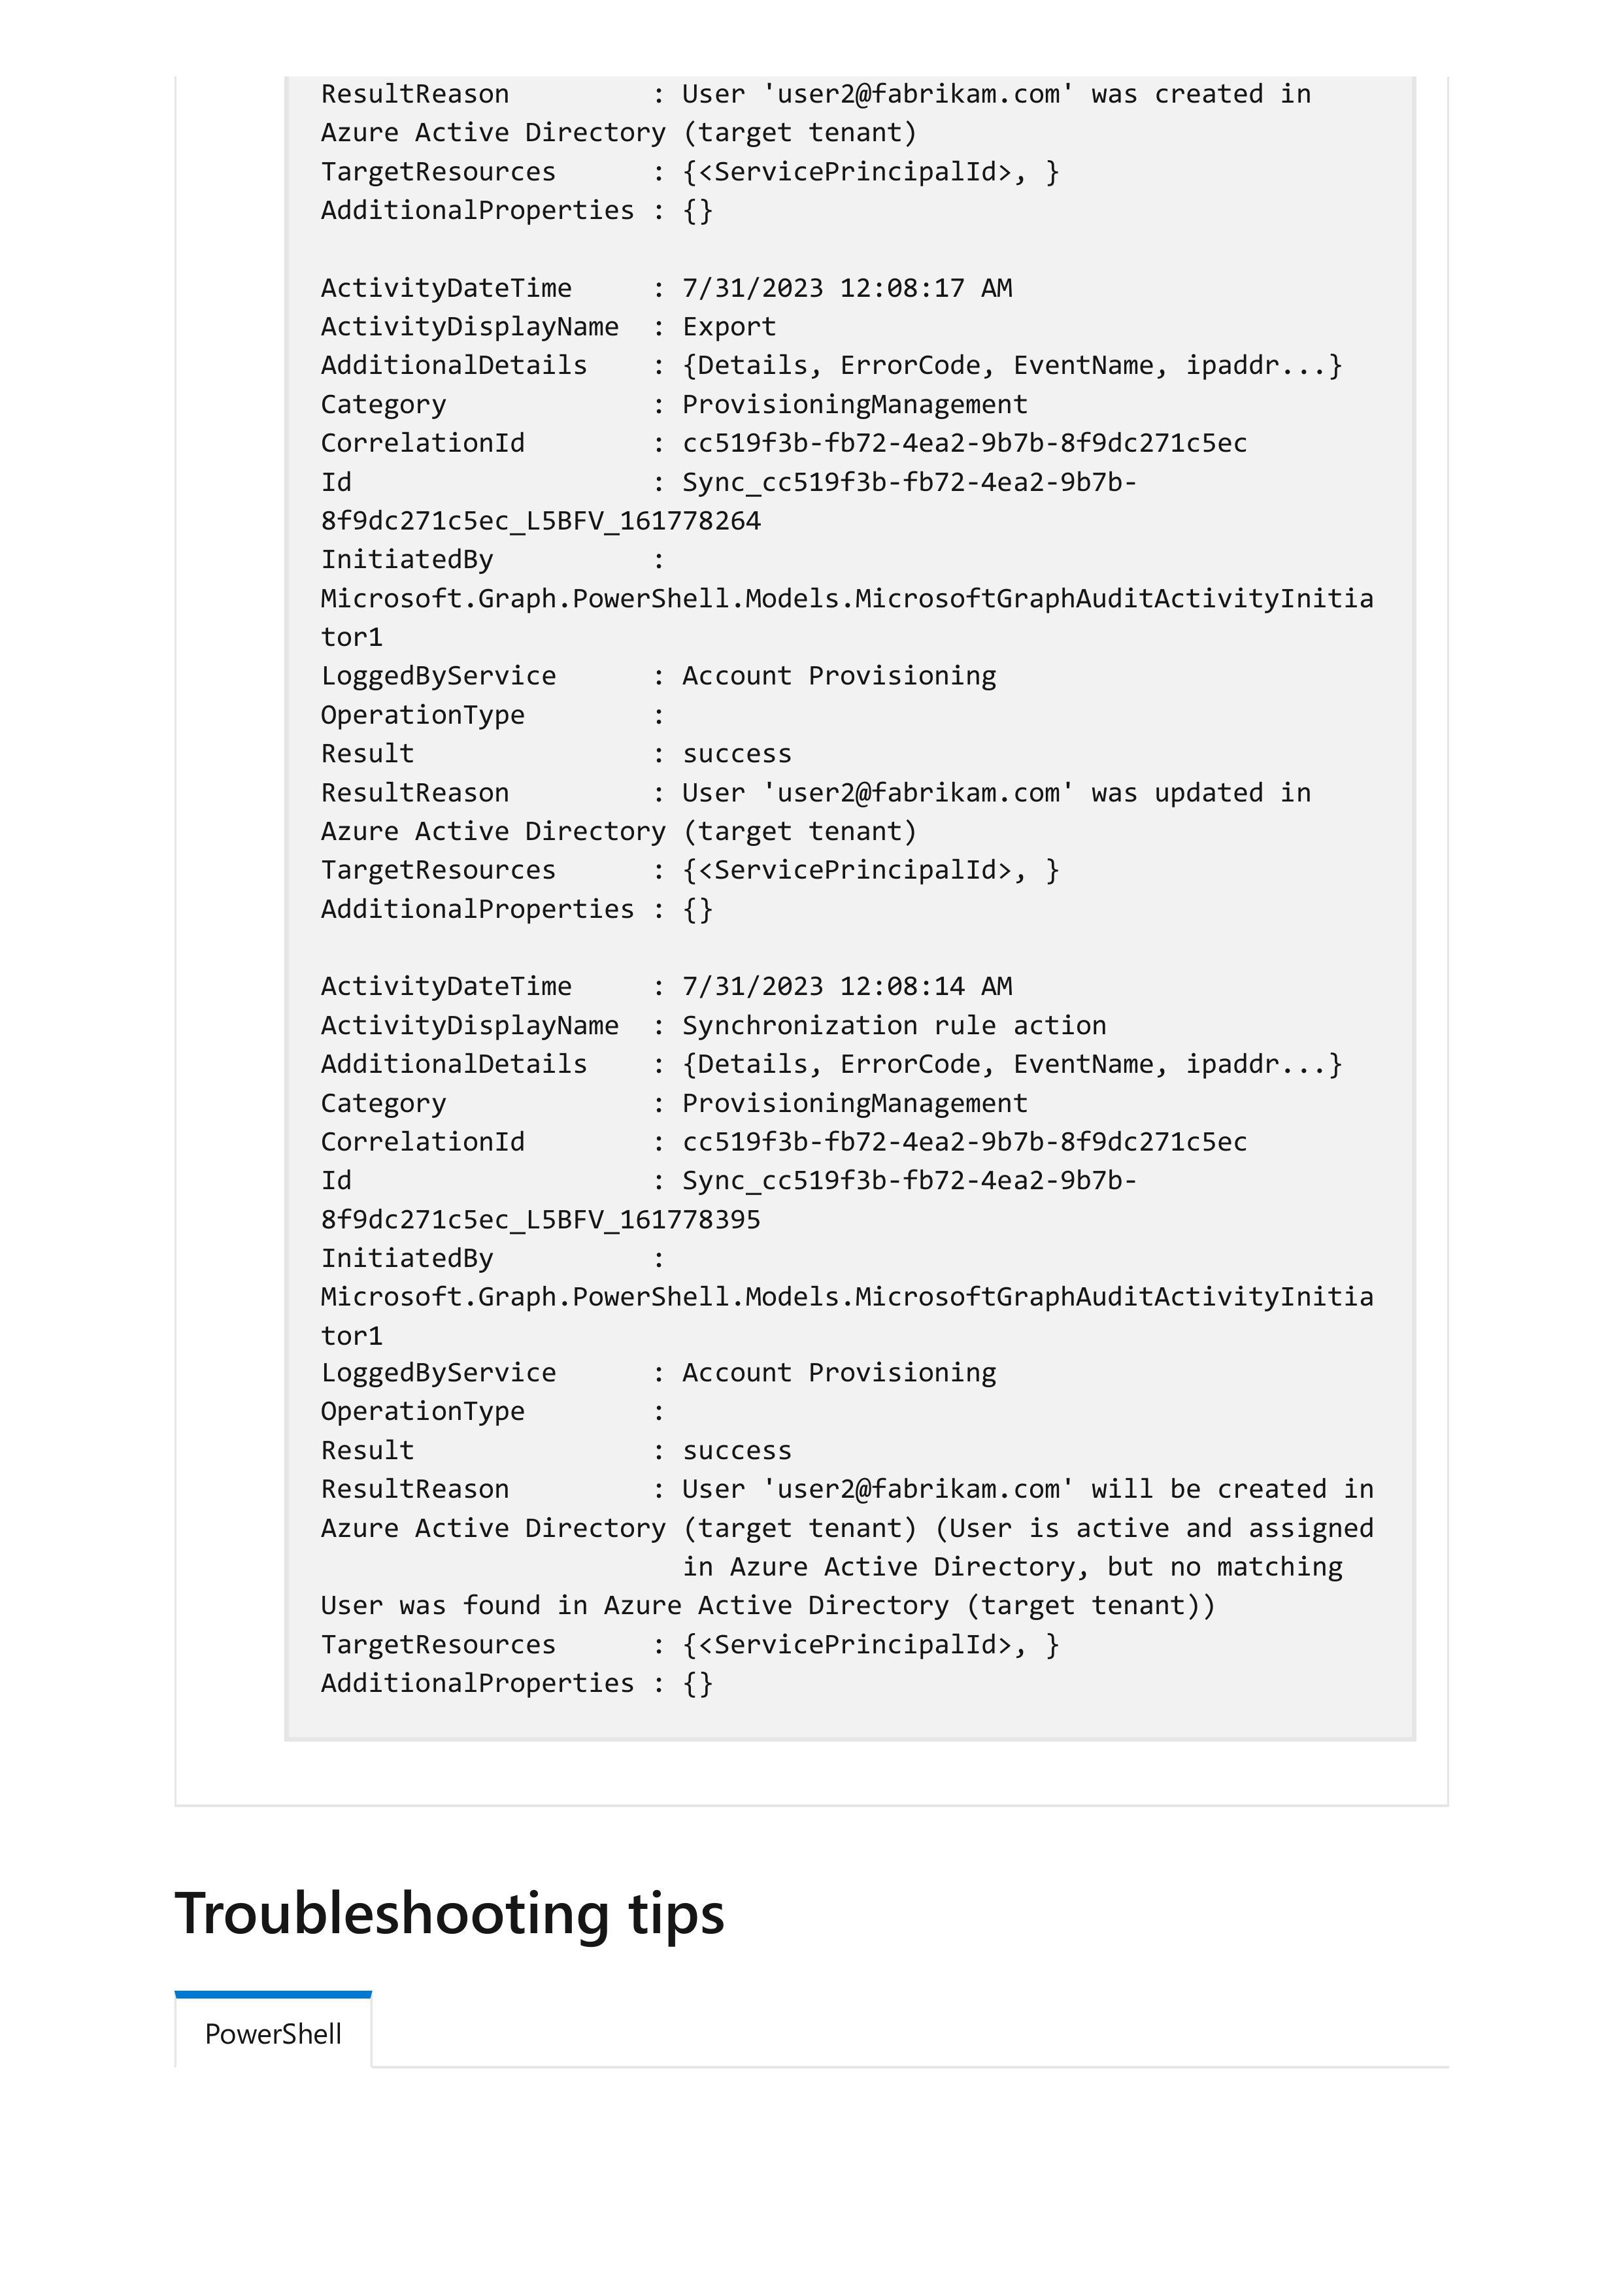 ResultReason         : User 'user2@fabrikam.com' was created in
Azure Active Directory (target tenant)
TargetResources      : {<ServicePrincipalId>, }
AdditionalProperties : {}
ActivityDateTime     : 7/31/2023 12:08:17 AM
ActivityDisplayName  : Export
AdditionalDetails    : {Details, ErrorCode, EventName, ipaddr...}
Category             : ProvisioningManagement
CorrelationId        : cc519f3b-fb72-4ea2-9b7b-8f9dc271c5ec
Id                   : Sync_cc519f3b-fb72-4ea2-9b7b-
8f9dc271c5ec_L5BFV_161778264
InitiatedBy          :
Microsoft.Graph.PowerShell.Models.MicrosoftGraphAuditActivityInitia
tor1
LoggedByService      : Account Provisioning
OperationType        :
Result               : success
ResultReason         : User 'user2@fabrikam.com' was updated in
Azure Active Directory (target tenant)
TargetResources      : {<ServicePrincipalId>, }
AdditionalProperties : {}
ActivityDateTime     : 7/31/2023 12:08:14 AM
ActivityDisplayName  : Synchronization rule action
AdditionalDetails    : {Details, ErrorCode, EventName, ipaddr...}
Category             : ProvisioningManagement
CorrelationId        : cc519f3b-fb72-4ea2-9b7b-8f9dc271c5ec
Id                   : Sync_cc519f3b-fb72-4ea2-9b7b-
8f9dc271c5ec_L5BFV_161778395
InitiatedBy          :
Microsoft.Graph.PowerShell.Models.MicrosoftGraphAuditActivityInitia
tor1
LoggedByService      : Account Provisioning
OperationType        :
Result               : success
ResultReason         : User 'user2@fabrikam.com' will be created in
Azure Active Directory (target tenant) (User is active and assigned
in Azure Active Directory, but no matching
User was found in Azure Active Directory (target tenant))
TargetResources      : {<ServicePrincipalId>, }
AdditionalProperties : {}
Troubleshooting tips
PowerShell